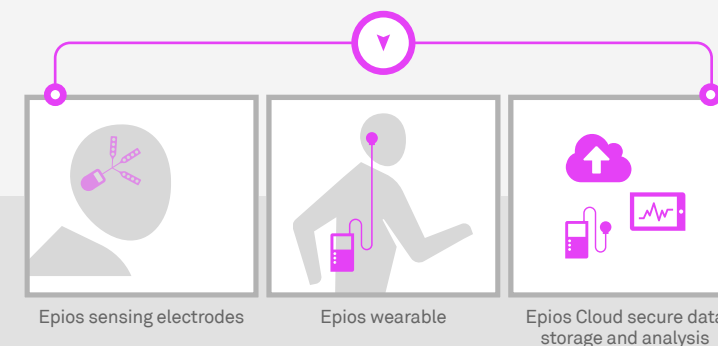 Epios sensing electrodes
Epios wearable
Epios Cloud secure data
storage and analysis